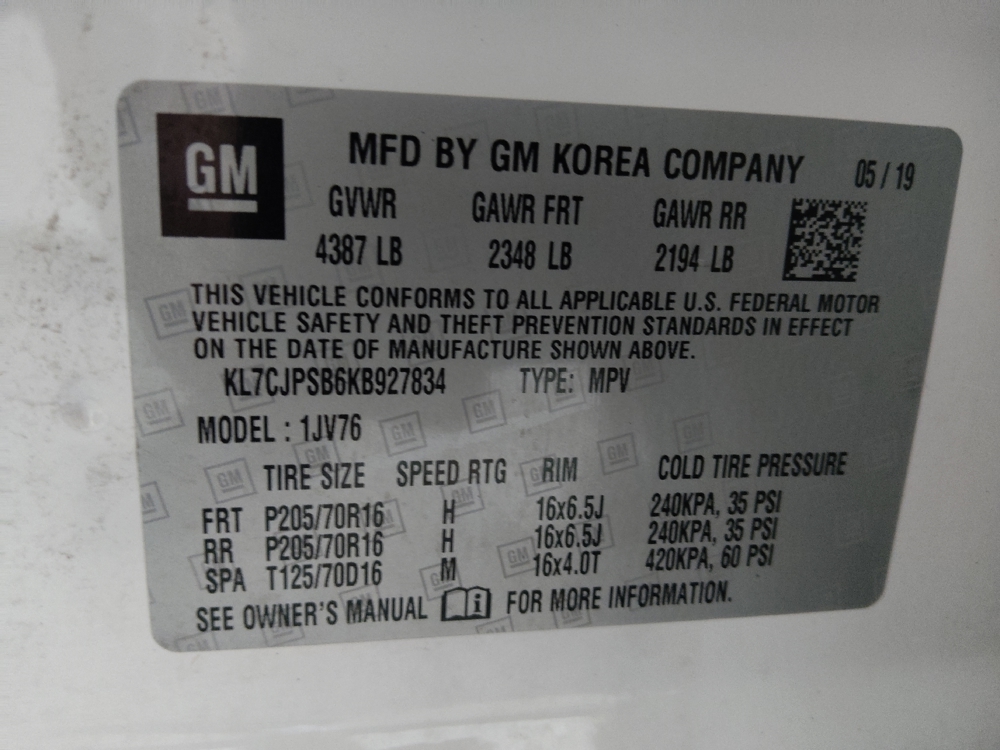 GM
MFD BY GM KOREA COMPANY 05 / 19
GVWR GAWR FRT GAWR RR
4387 LB 2348 LB 2194 LB
THIS VEHICLE CONFORMS TO ALL APPLICABLE U.S. FEDERAL MOTOR
VEHICLE SAFETY AND THEFT PREVENTION STANDARDS IN EFFECT
ON THE DATE OF MANUFACTURE SHOWN ABOVE.
KL7CJPSB6KB927834 TYPE: MPV
MODEL : 1JV76
TIRE SIZE SPEED RTG RIM COLD TIRE PRESSURE
FRT P205/70R16 H 16x6.5J 240KPA, 35 PSI
RR P205/70R16 H 16x6.5J 240KPA, 35 PSI
SPA T125/70D16 M 16x4.0T 420KPA, 60 PSI
SEE OWNER'S MANUAL FOR MORE INFORMATION.